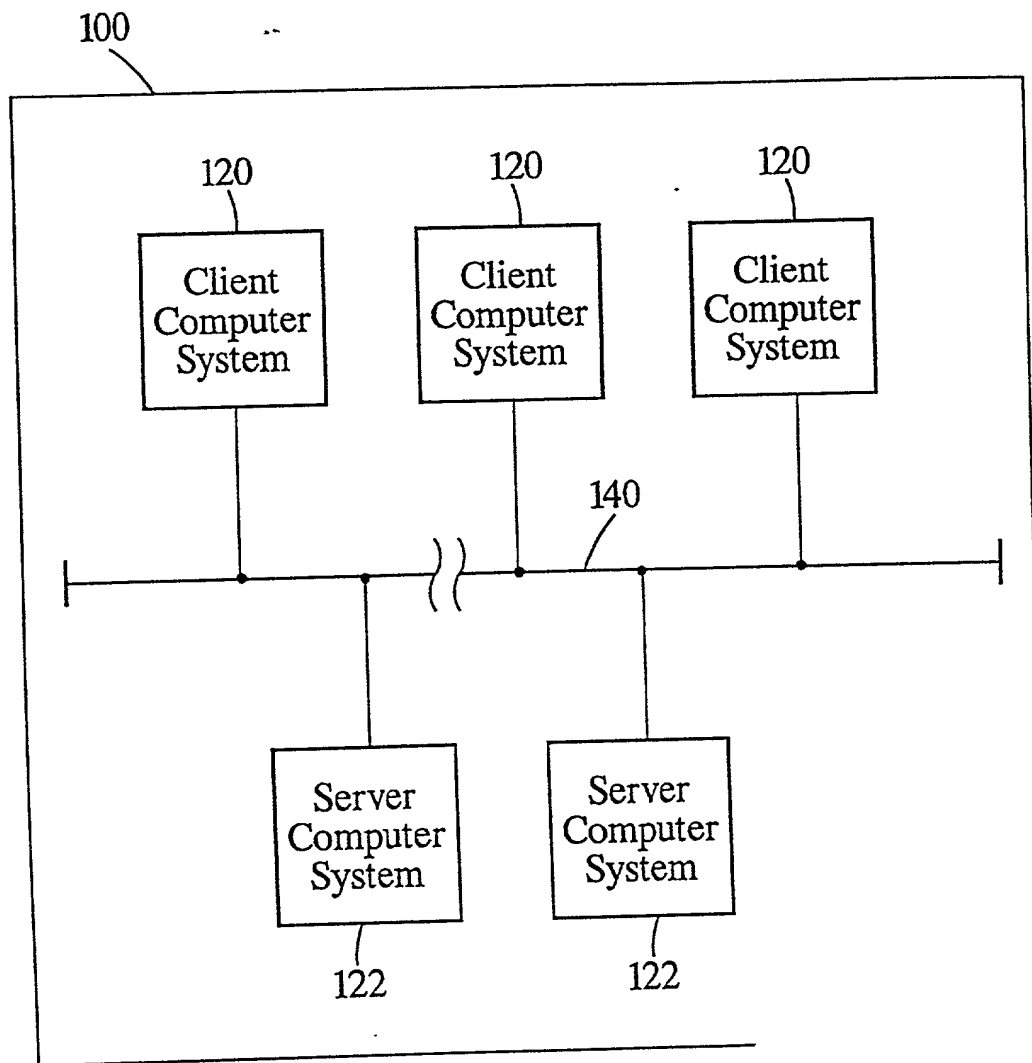 100
120
120
120
Client
Computer
System
Client
Computer
System
Client
Computer
System
140
Server
Computer
System
Server
Computer
System
122
122